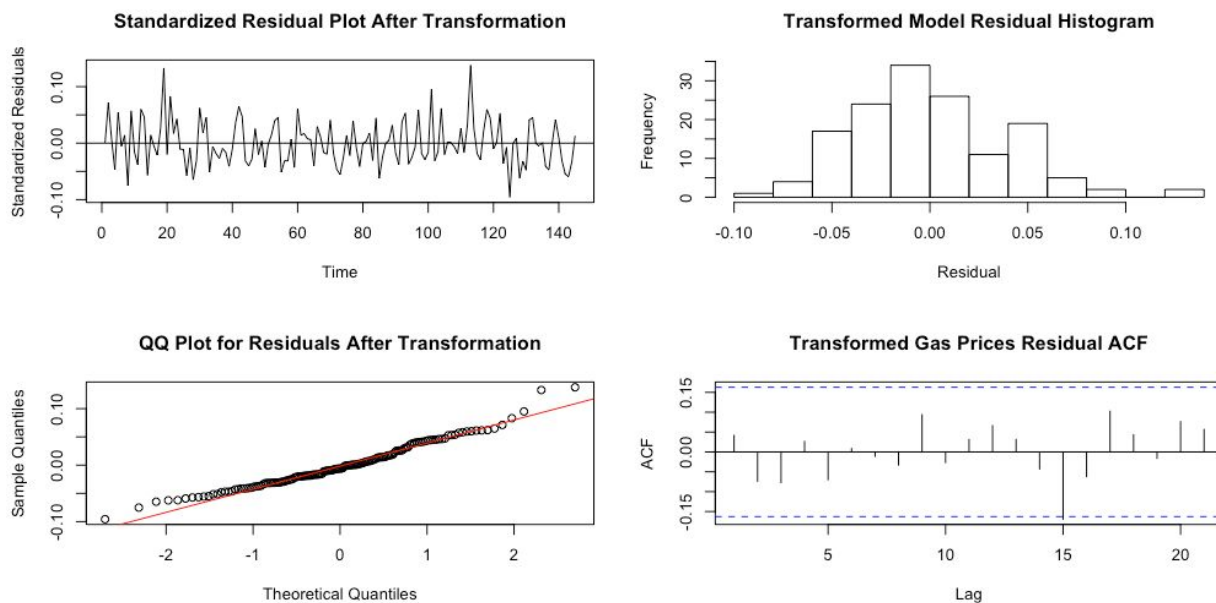 Standardized Residual Plot After Transformation
Standardized Residuals
0.10
0.00
-0.10
0 20 40 60 80 100 120 140
Time
Transformed Model Residual Histogram
Frequency
30
10
0
-0.10 -0.05 0.00 0.05 0.10
Residual
QQ Plot for Residuals After Transformation
Sample Quantiles
0.10
0.00
-0.10
-2 -1 0 1 2
Theoretical Quantiles
Transformed Gas Prices Residual ACF
ACF
0.15
0.00
-0.15
5 10 15 20
Lag